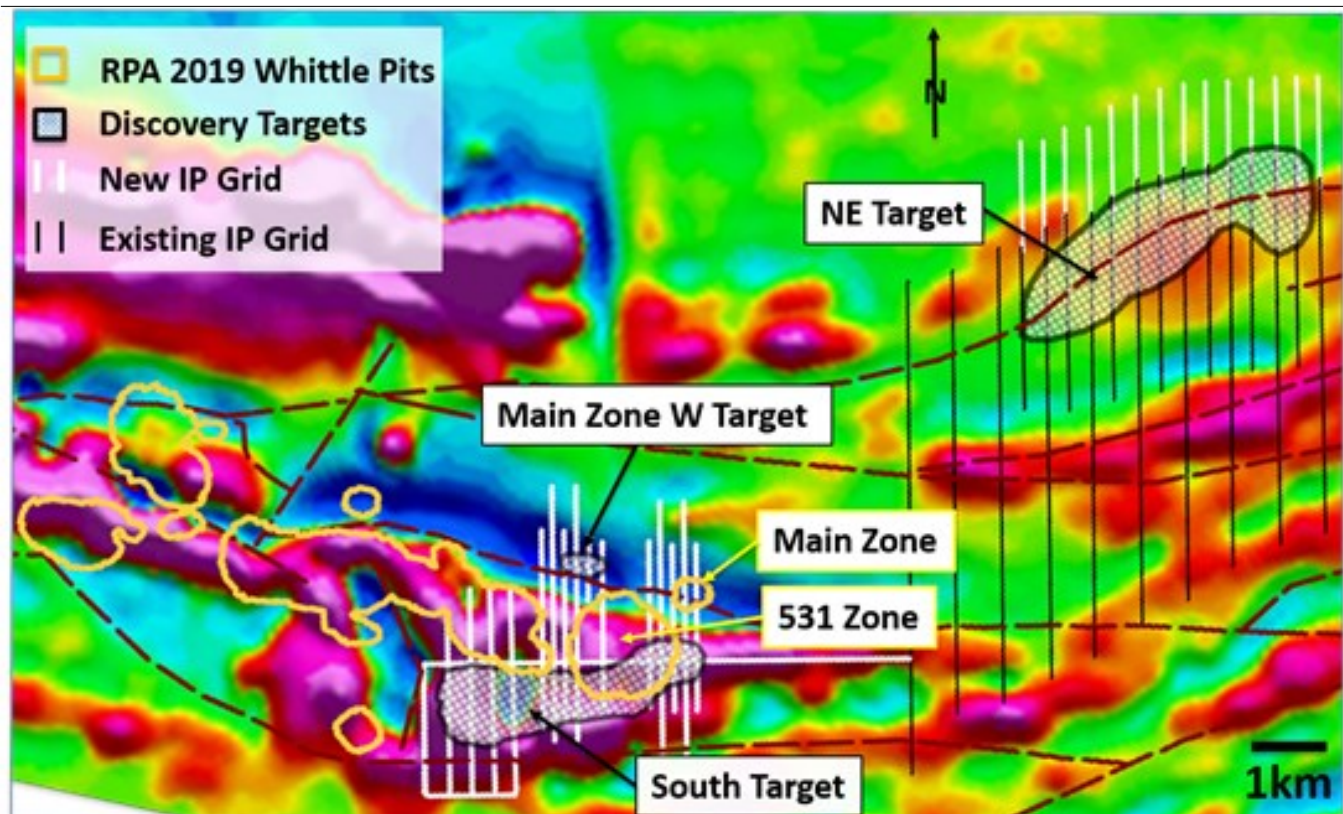 RPA 2019 Whittle Pits
Discovery Targets
New IP Grid
Existing IP Grid
N
NE Target
Main Zone W Target
Main Zone
531 Zone
South Target
1km